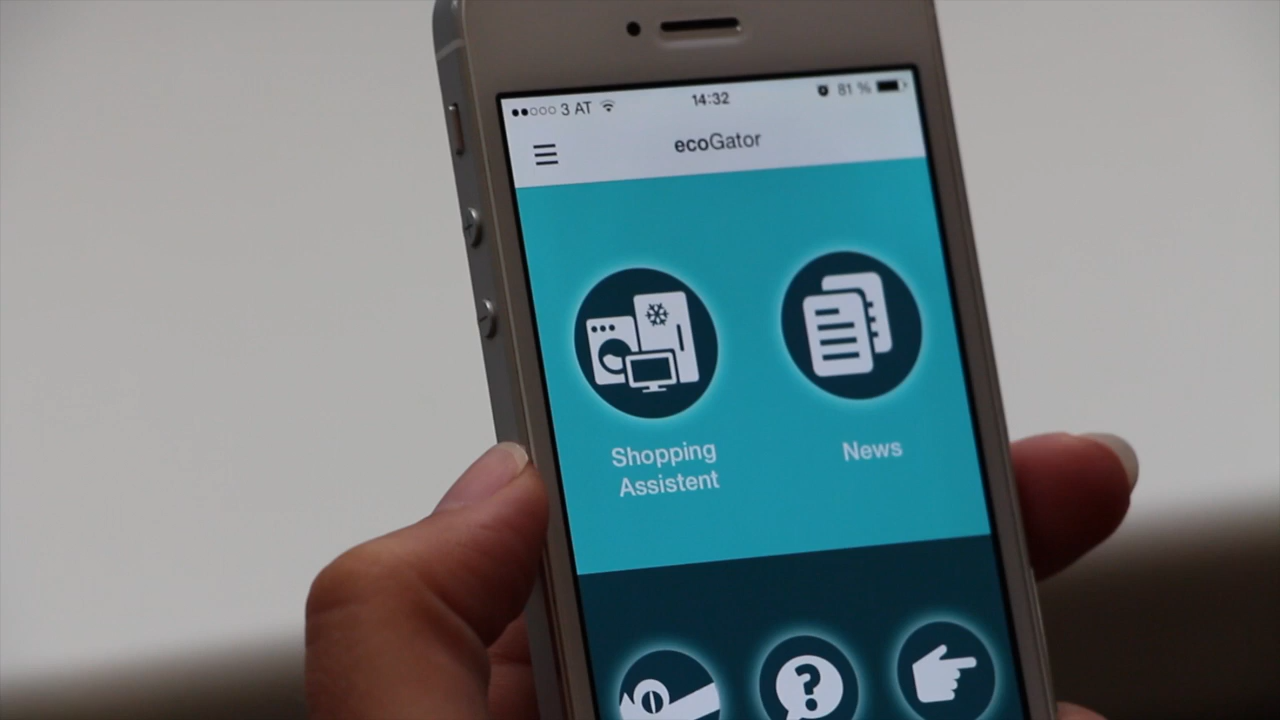 3 AT 14:32 81 %
ecoGator
Shopping
Assistent
News
?